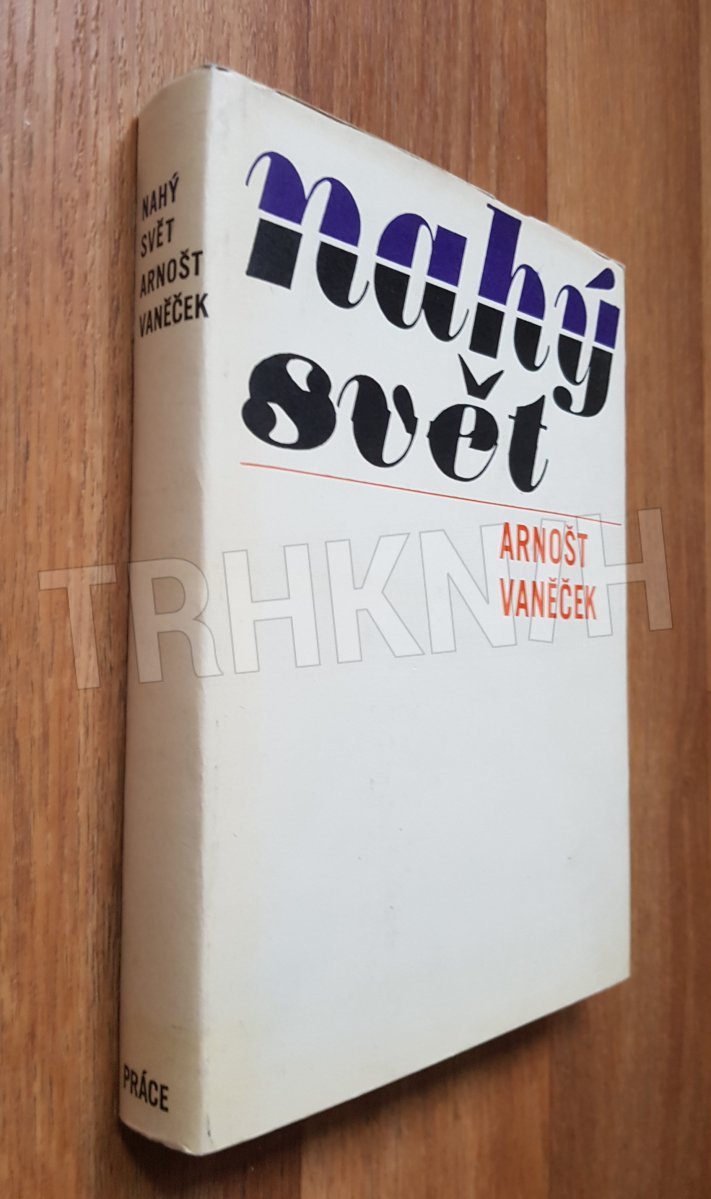 NAHÝ
SVĚT
ARNOŠT
VANĚČEK
PRÁCE
nahý
svět
ARNOŠT
VANĚČEK
TRHKNIH